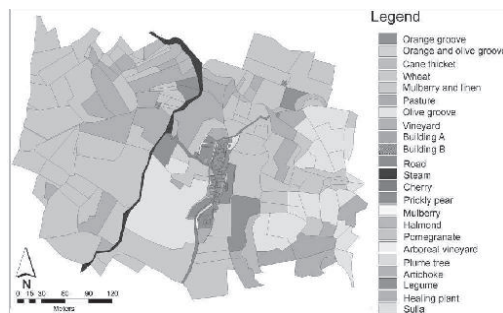 Legend
Orange groove
Orange and olive groove
Cane thicket
Wheat
Mulberry and linen
Pasture
Olive groove
Vineyard
Building A
Building B
Road
Steam
Cherry
Prickly pear
Mulberry
Halmond
Pomegranate
Arboreal vineyard
Plume tree
Artichoke
Legume
Healing plant
Sulla
N
0 15 30 60 90 120
Meters